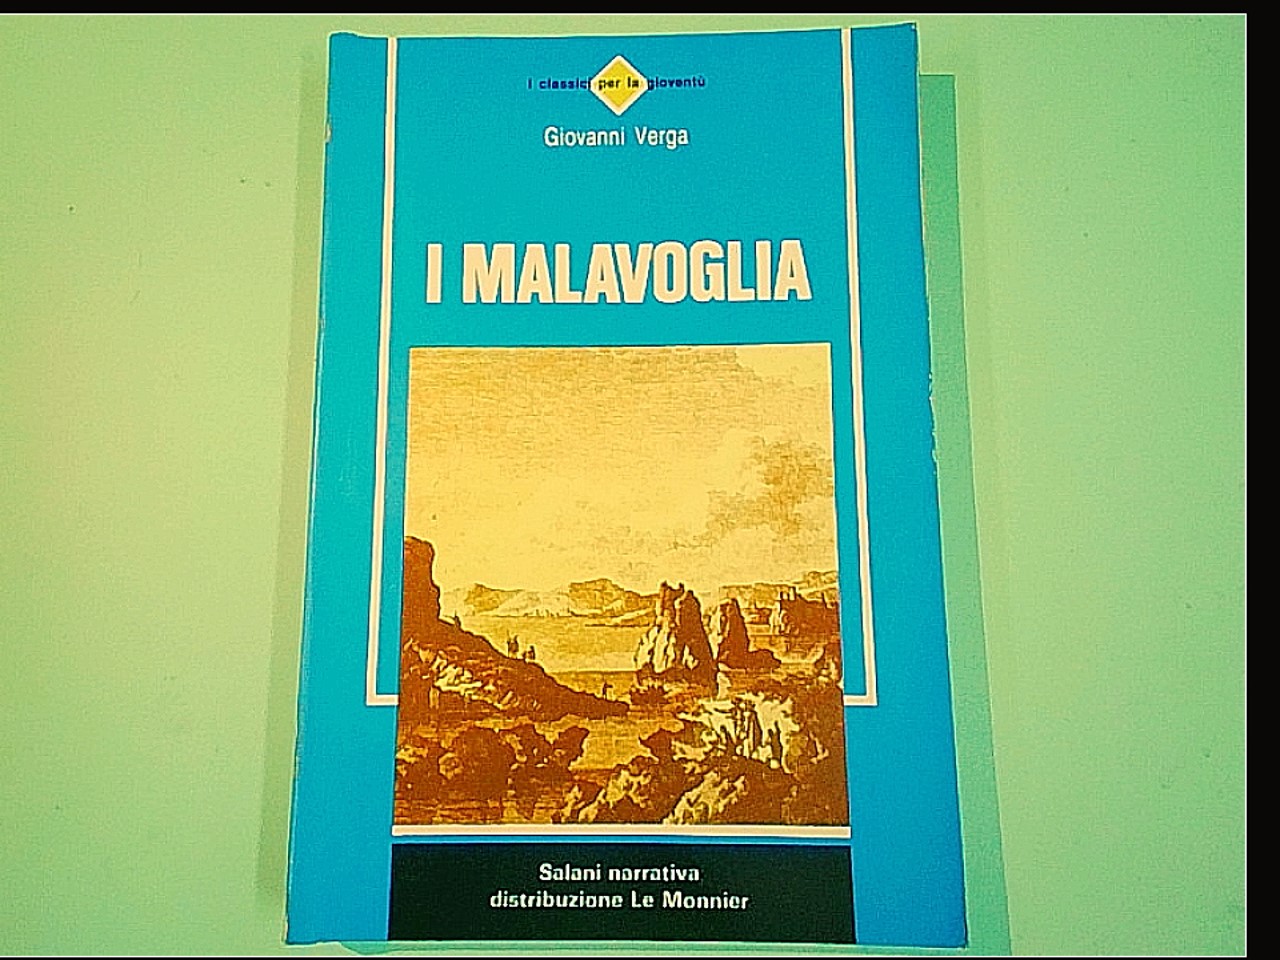 i classici per la gioventù
Giovanni Verga
I MALAVOGLIA
Salani narrativa
distribuzione Le Monnier